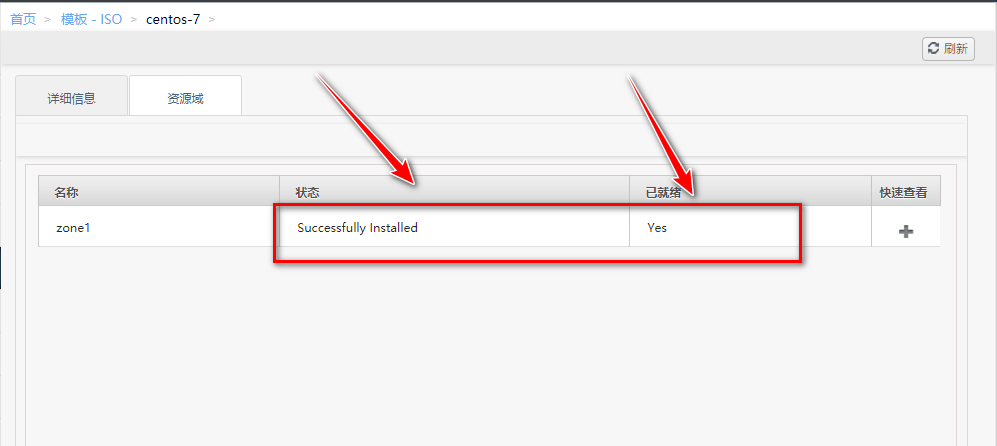 首页 > 模板 - ISO > centos-7 >
刷新
详细信息 资源域
名称 状态 已就绪 快速查看
zone1 Successfully Installed Yes